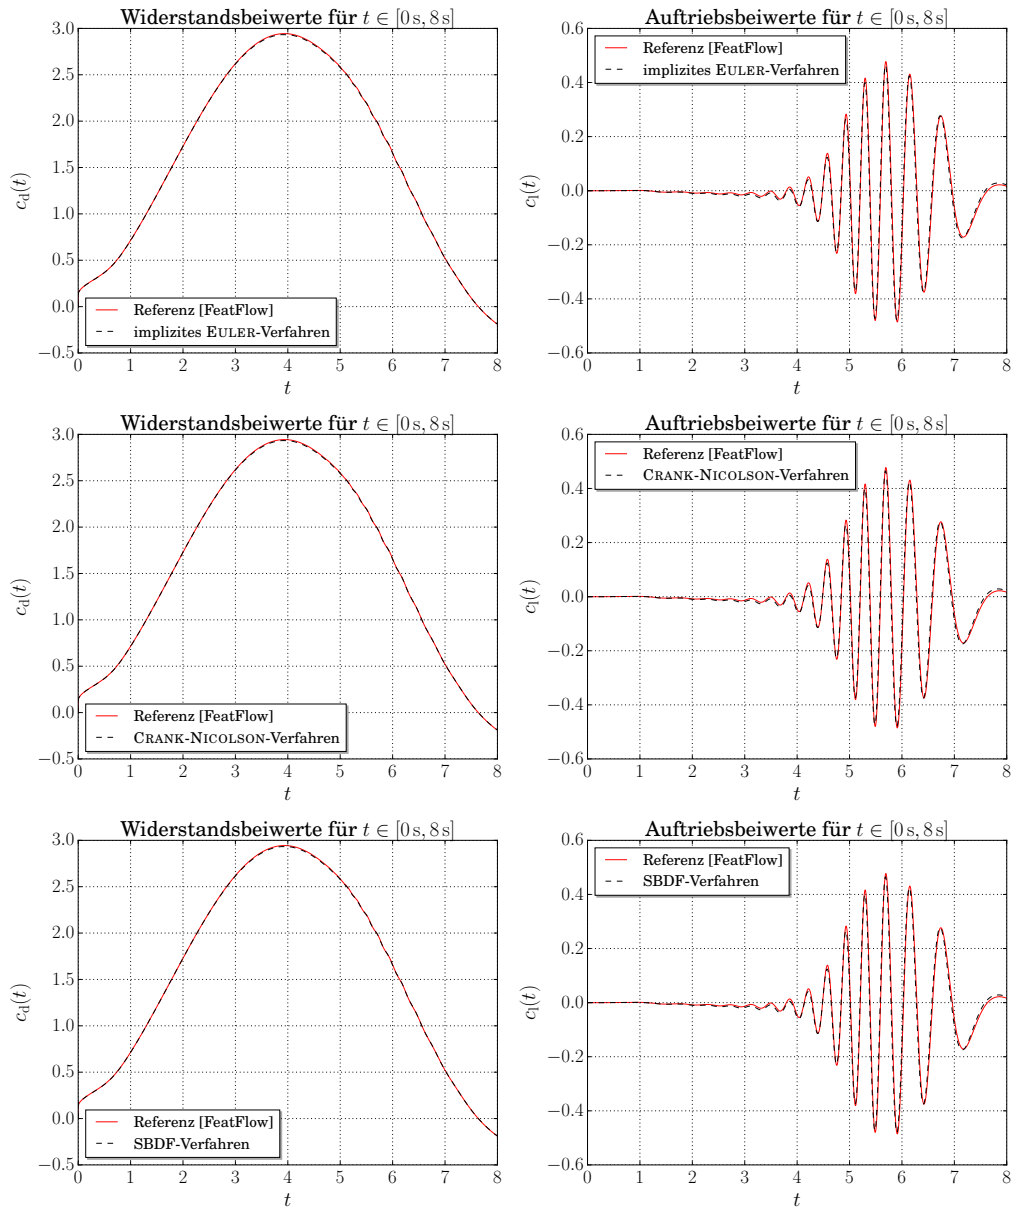 Widerstandsbeiwerte für t ∈ [0 s, 8 s]
3.0
2.5
2.0
1.5
1.0
0.5
0.0
−0.5
c_d(t)
Referenz [FeatFlow]
implizites EULER-Verfahren
0 1 2 3 4 5 6 7 8
t
Auftriebsbeiwerte für t ∈ [0 s, 8 s]
0.6
0.4
0.2
0.0
−0.2
−0.4
−0.6
c_l(t)
Referenz [FeatFlow]
implizites EULER-Verfahren
0 1 2 3 4 5 6 7 8
t
Widerstandsbeiwerte für t ∈ [0 s, 8 s]
3.0
2.5
2.0
1.5
1.0
0.5
0.0
−0.5
c_d(t)
Referenz [FeatFlow]
CRANK-NICOLSON-Verfahren
0 1 2 3 4 5 6 7 8
t
Auftriebsbeiwerte für t ∈ [0 s, 8 s]
0.6
0.4
0.2
0.0
−0.2
−0.4
−0.6
c_l(t)
Referenz [FeatFlow]
CRANK-NICOLSON-Verfahren
0 1 2 3 4 5 6 7 8
t
Widerstandsbeiwerte für t ∈ [0 s, 8 s]
3.0
2.5
2.0
1.5
1.0
0.5
0.0
−0.5
c_d(t)
Referenz [FeatFlow]
SBDF-Verfahren
0 1 2 3 4 5 6 7 8
t
Auftriebsbeiwerte für t ∈ [0 s, 8 s]
0.6
0.4
0.2
0.0
−0.2
−0.4
−0.6
c_l(t)
Referenz [FeatFlow]
SBDF-Verfahren
0 1 2 3 4 5 6 7 8
t